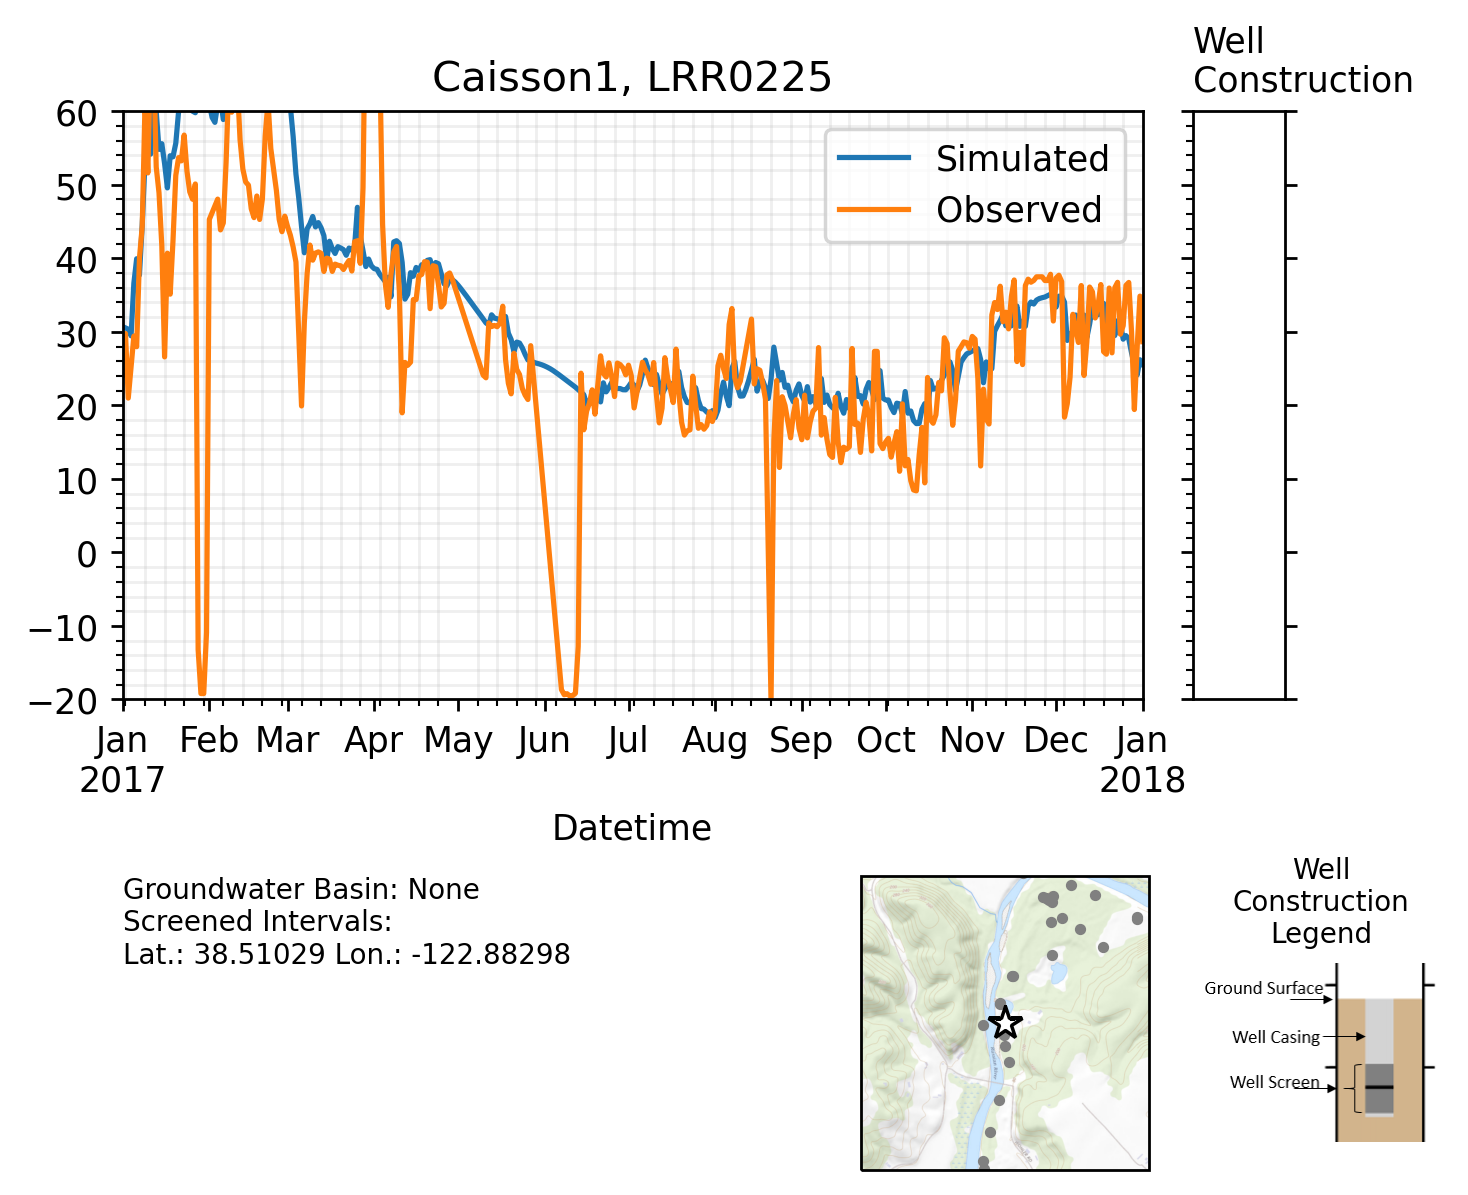 Caisson1, LRR0225
Well
Construction
60
50
40
30
20
10
0
−10
−20
Simulated
Observed
Jan Feb Mar Apr May Jun Jul Aug Sep Oct Nov Dec Jan
2017 2018
Datetime
Groundwater Basin: None
Screened Intervals:
Lat.: 38.51029 Lon.: -122.88298
Well
Construction
Legend
Ground Surface
Well Casing
Well Screen